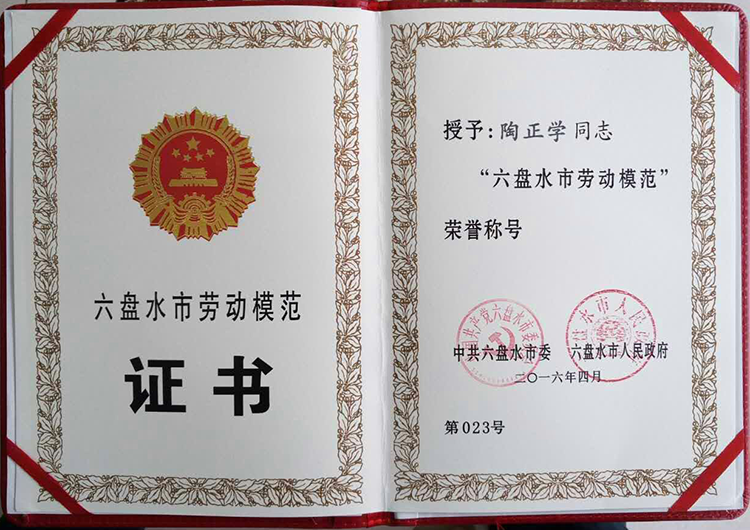 六盘水市劳动模范
证书
授予:陶正学同志
“六盘水市劳动模范”
荣誉称号
中共六盘水市委 六盘水市人民政府
二〇一六年四月
第023号